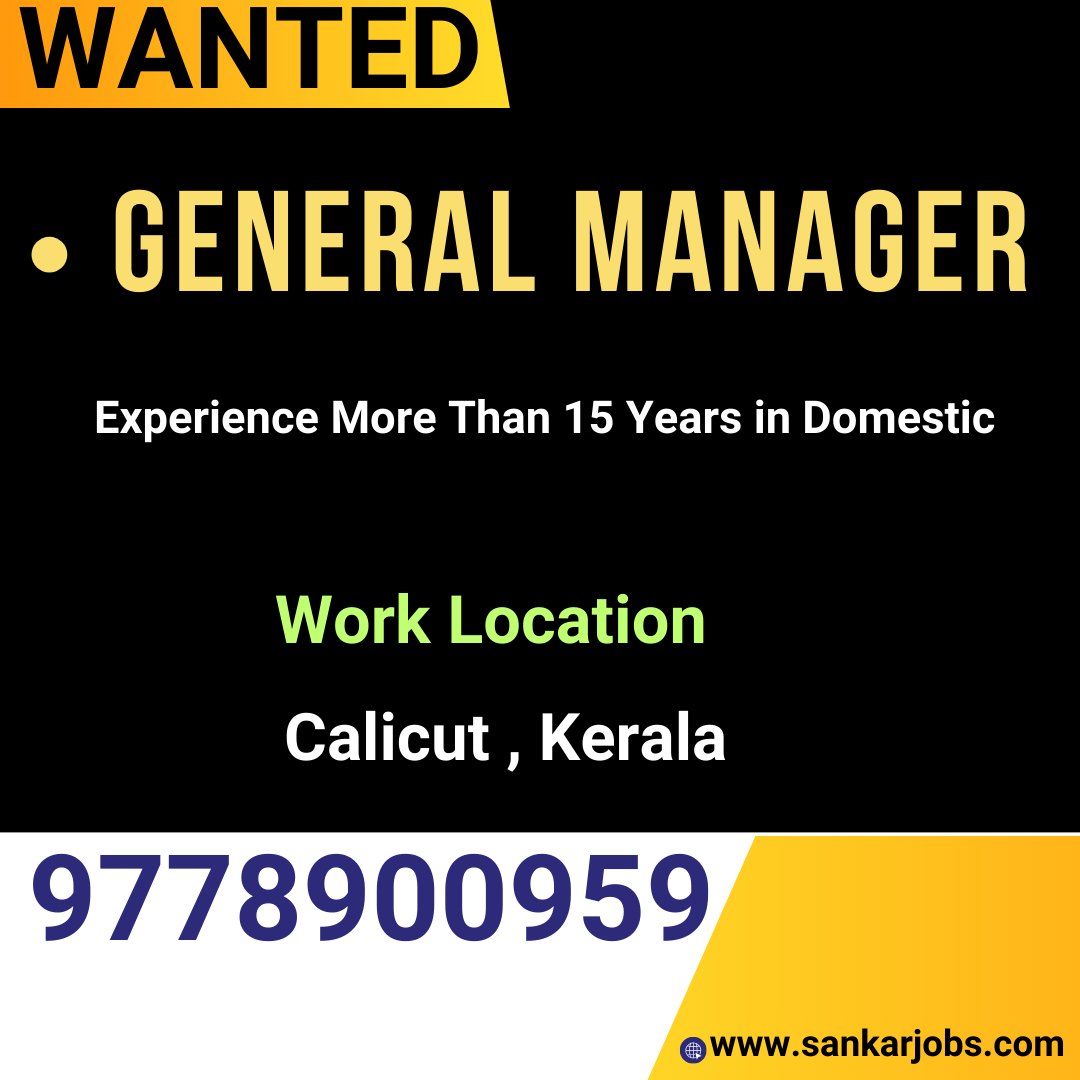 WANTED
• GENERAL MANAGER
Experience More Than 15 Years in Domestic
Work Location
Calicut , Kerala
9778900959
www.sankarjobs.com